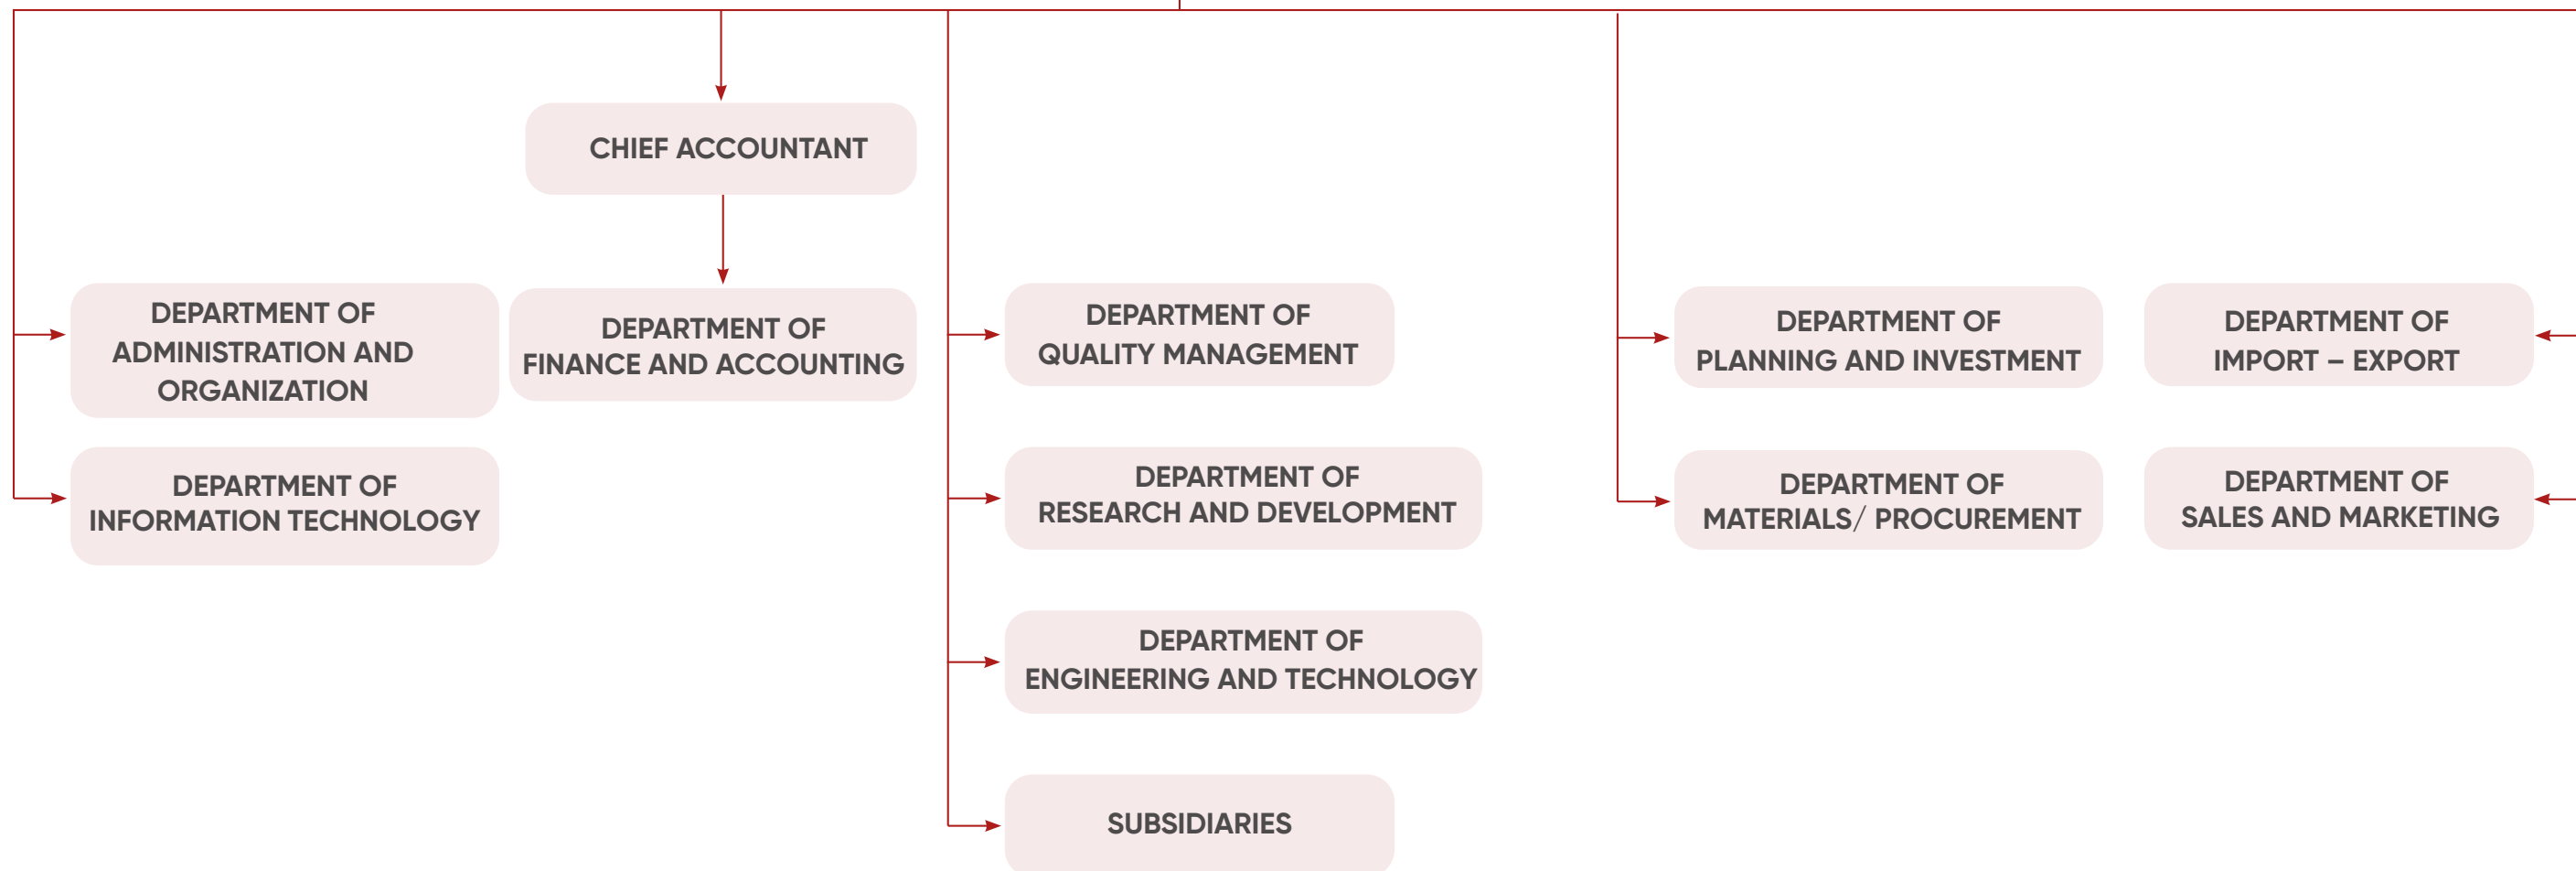 CHIEF ACCOUNTANT
DEPARTMENT OF
ADMINISTRATION AND
ORGANIZATION
DEPARTMENT OF
FINANCE AND ACCOUNTING
DEPARTMENT OF
QUALITY MANAGEMENT
DEPARTMENT OF
PLANNING AND INVESTMENT
DEPARTMENT OF
IMPORT – EXPORT
DEPARTMENT OF
INFORMATION TECHNOLOGY
DEPARTMENT OF
RESEARCH AND DEVELOPMENT
DEPARTMENT OF
MATERIALS/ PROCUREMENT
DEPARTMENT OF
SALES AND MARKETING
DEPARTMENT OF
ENGINEERING AND TECHNOLOGY
SUBSIDIARIES